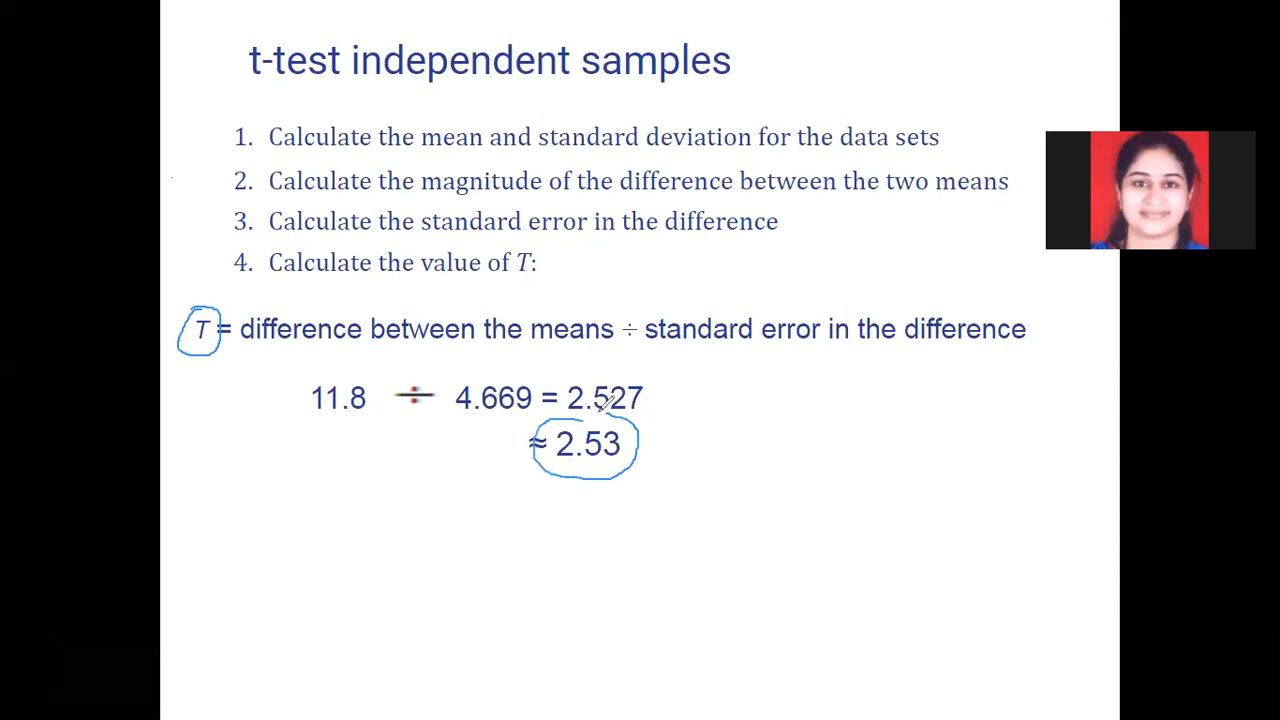 t-test independent samples
1. Calculate the mean and standard deviation for the data sets
2. Calculate the magnitude of the difference between the two means
3. Calculate the standard error in the difference
4. Calculate the value of T:
T = difference between the means ÷ standard error in the difference
11.8 ÷ 4.669 = 2.527
≈ 2.53